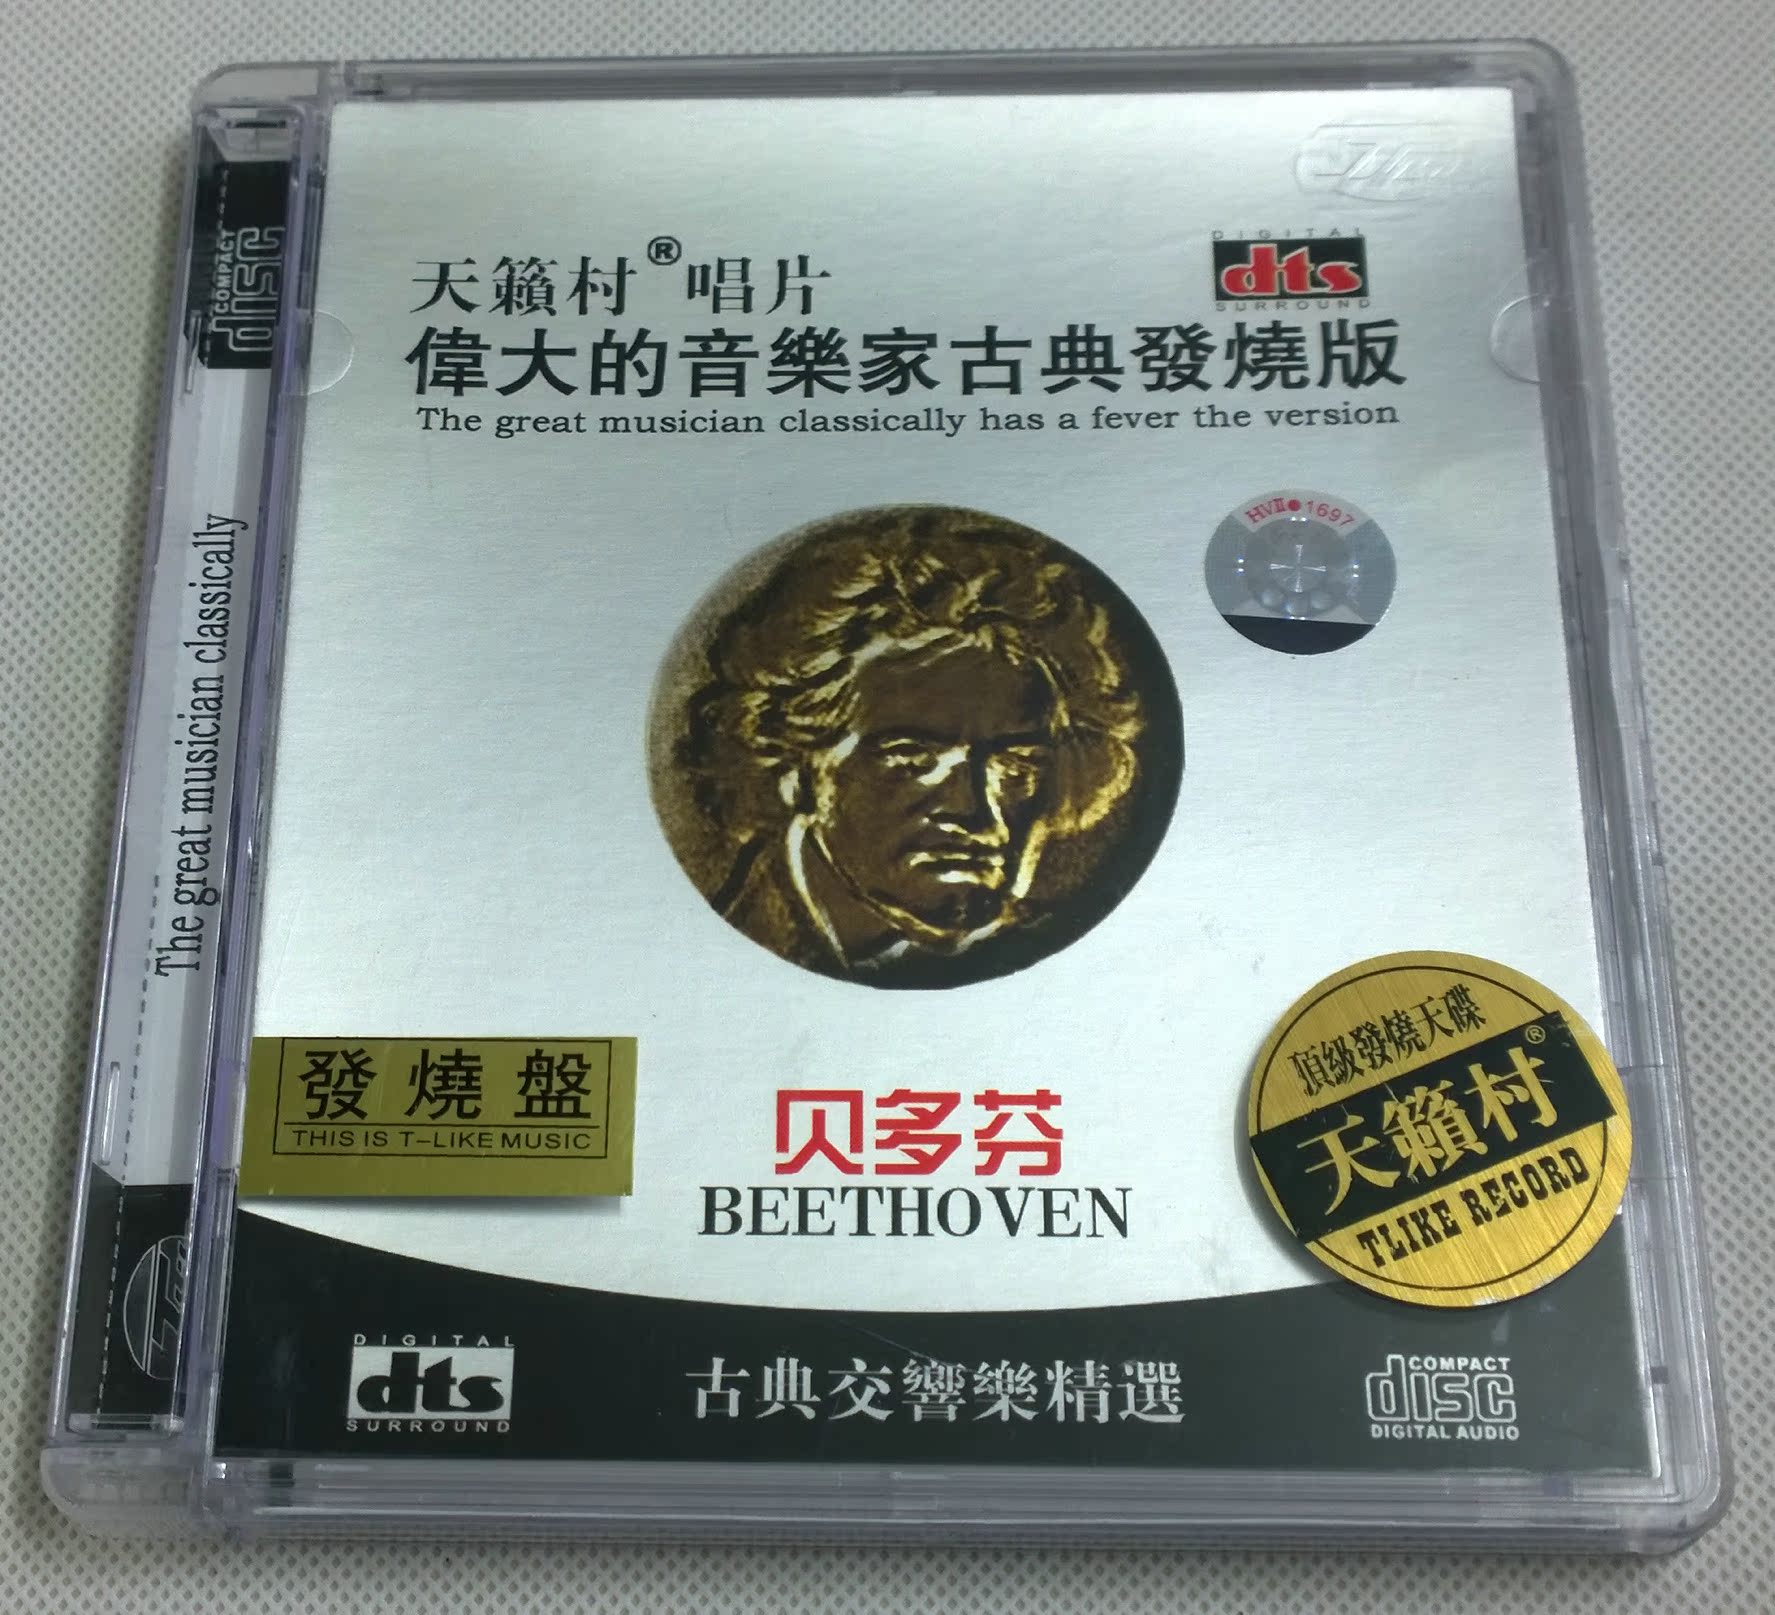 天籟村®唱片
DIGITAL
dts
SURROUND
偉大的音樂家古典發燒版
The great musician classically has a fever the version
HVⅡ●1697
發燒盤
THIS IS T-LIKE MUSIC
贝多芬
BEETHOVEN
頂級發燒天碟
天籟村®
TLIKE RECORD
DIGITAL
dts
SURROUND
古典交響樂精選
COMPACT
disc
DIGITAL AUDIO
COMPACT
disc
The great musician classically